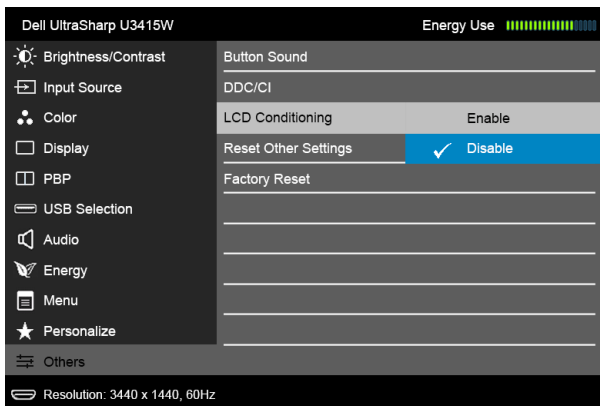 Dell UltraSharp U3415W Energy Use
Brightness/Contrast Button Sound
Input Source DDC/CI
Color LCD Conditioning Enable
Display Reset Other Settings Disable
PBP Factory Reset
USB Selection
Audio
Energy
Menu
Personalize
Others
Resolution: 3440 x 1440, 60Hz